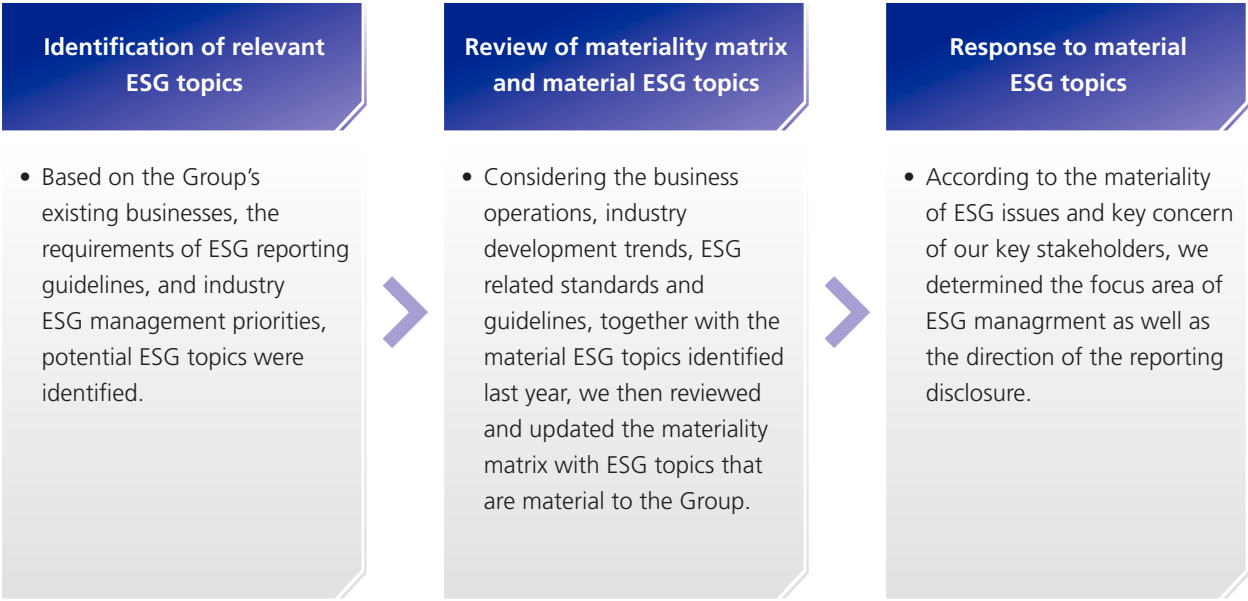 Identification of relevant
ESG topics
• Based on the Group’s
existing businesses, the
requirements of ESG reporting
guidelines, and industry
ESG management priorities,
potential ESG topics were
identified.
Review of materiality matrix
and material ESG topics
• Considering the business
operations, industry
development trends, ESG
related standards and
guidelines, together with the
material ESG topics identified
last year, we then reviewed
and updated the materiality
matrix with ESG topics that
are material to the Group.
Response to material
ESG topics
• According to the materiality
of ESG issues and key concern
of our key stakeholders, we
determined the focus area of
ESG managrment as well as
the direction of the reporting
disclosure.